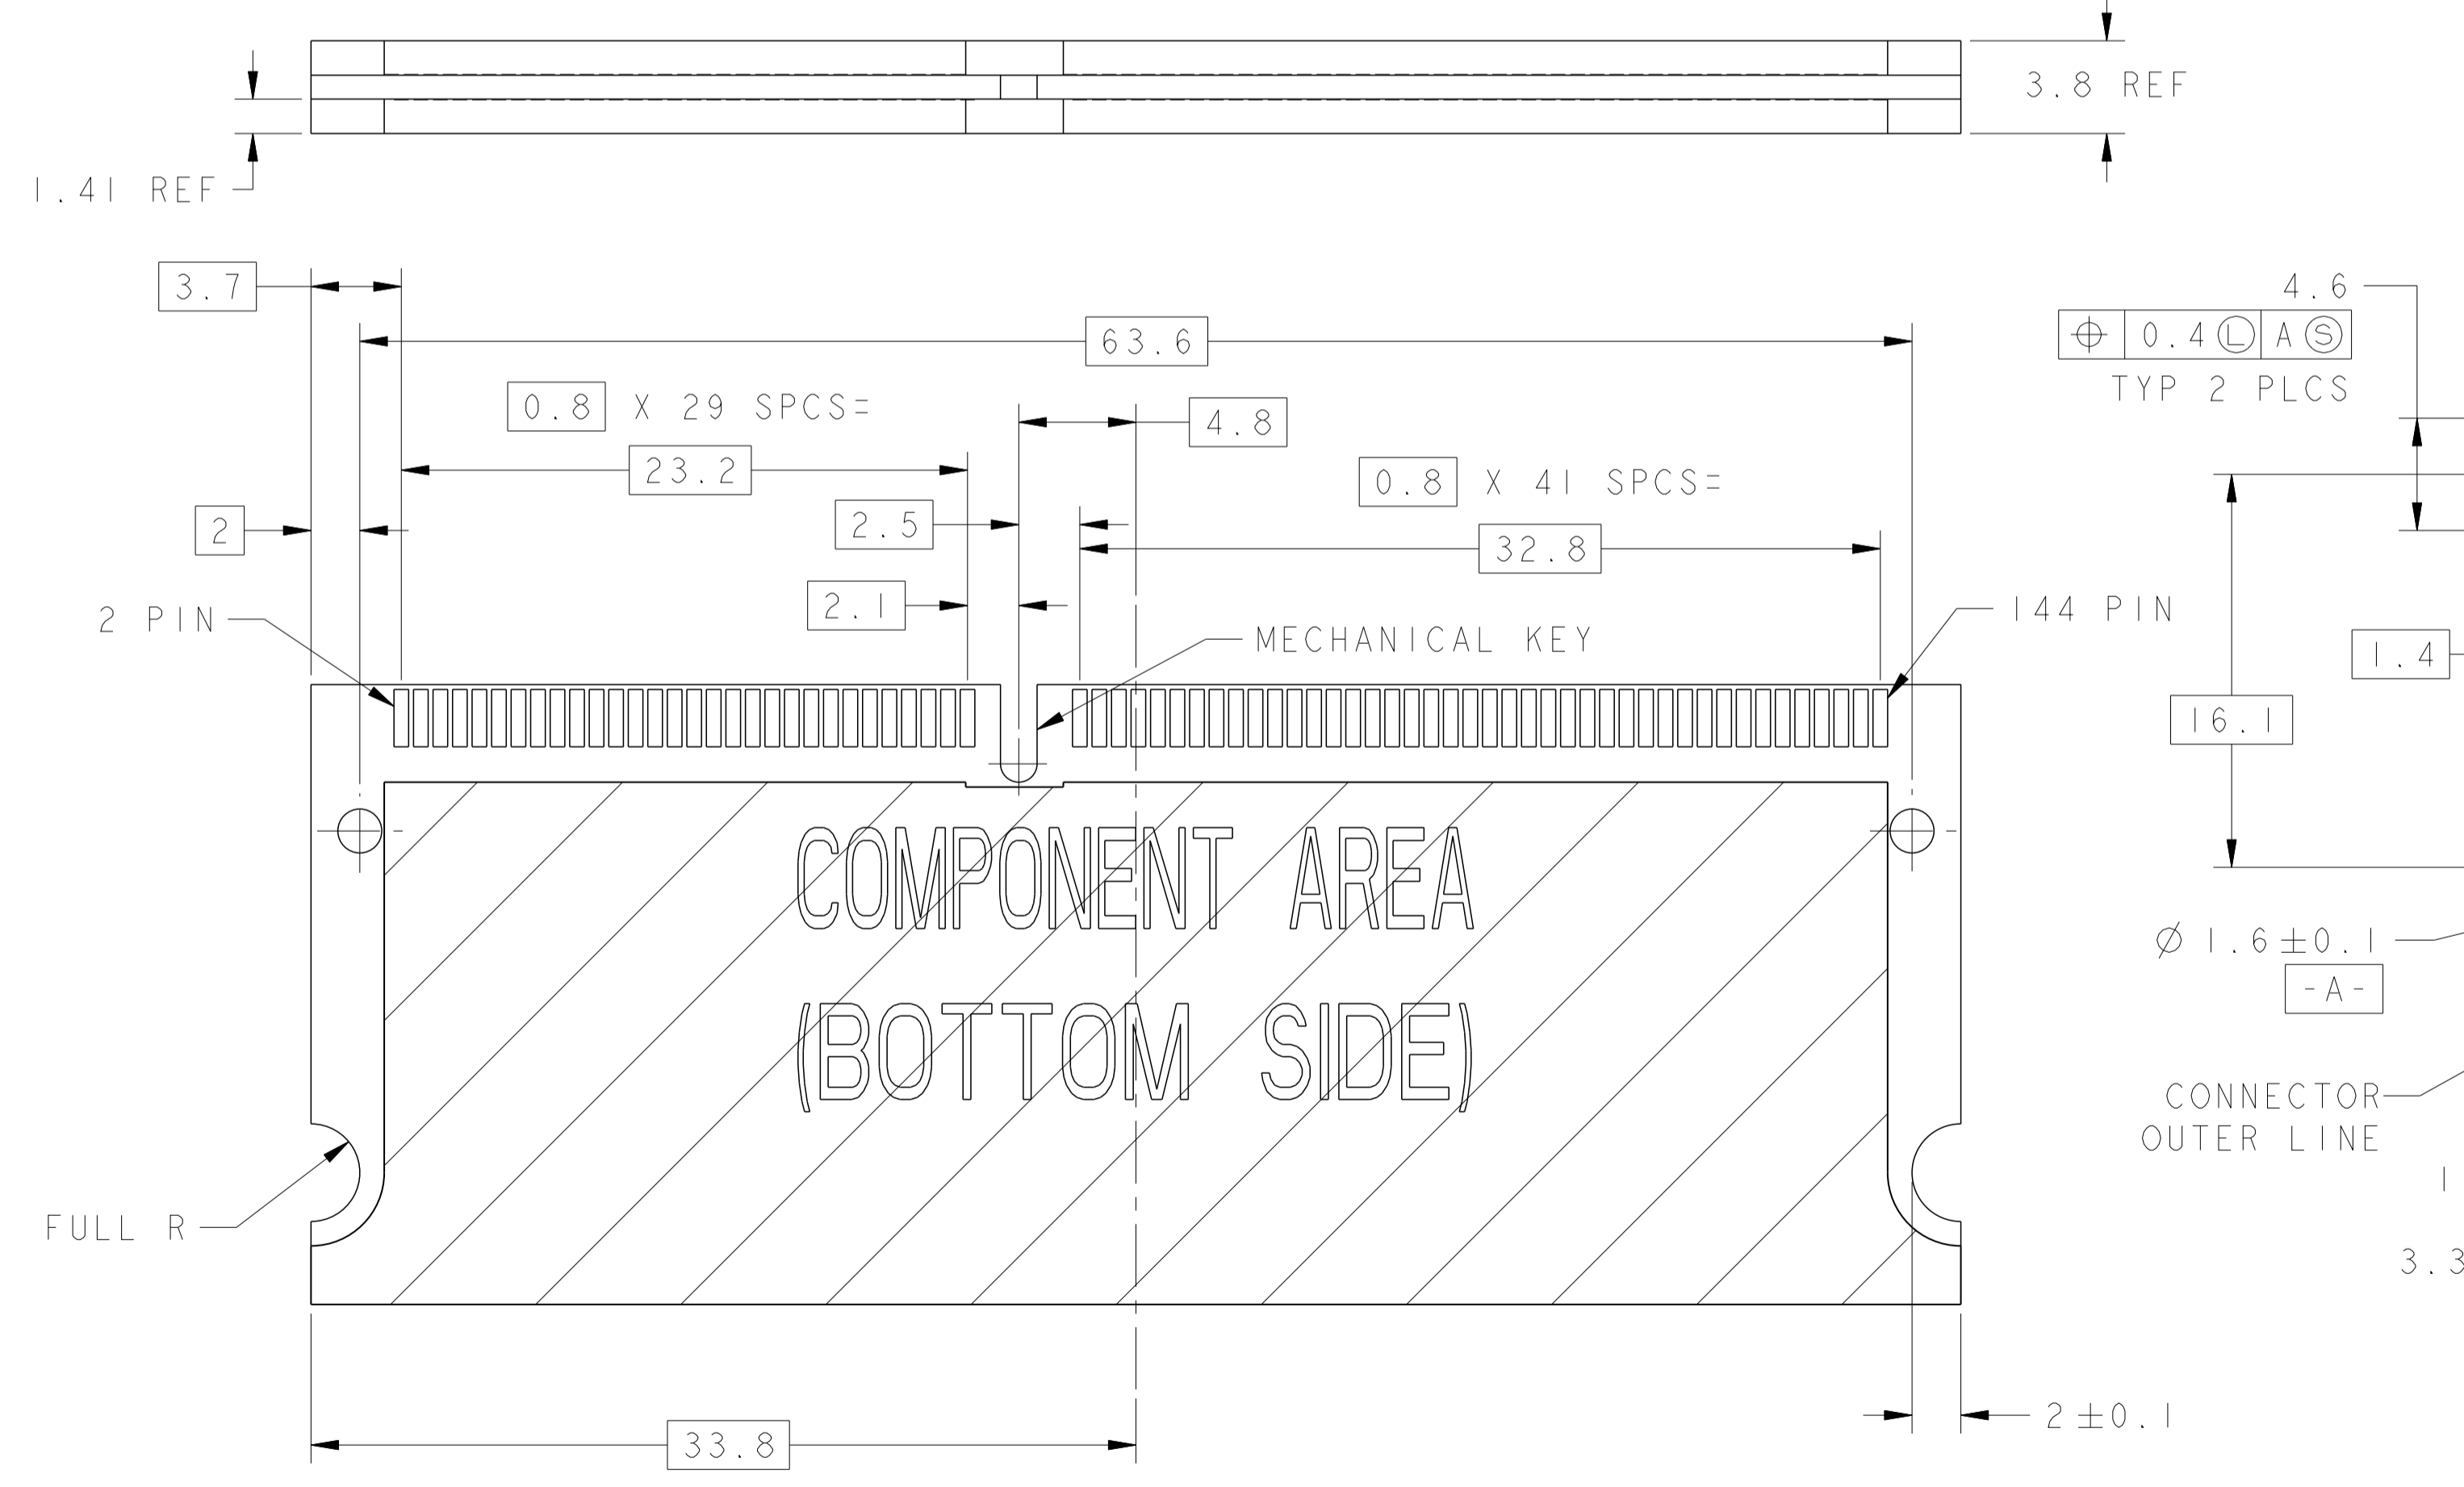 3.8 REF
1.41 REF
3.7
4.6
63.6
⌖ 0.4 Ⓛ A Ⓢ
TYP 2 PLCS
0.8 X 29 SPCS=
4.8
23.2
0.8 X 41 SPCS=
2
2.5
32.8
2.1
2 PIN
144 PIN
MECHANICAL KEY
1.4
16.1
COMPONENT AREA
(BOTTOM SIDE)
Ø 1.6±0.1
-A-
CONNECTOR
OUTER LINE
1
FULL R
3.3
2±0.1
33.8